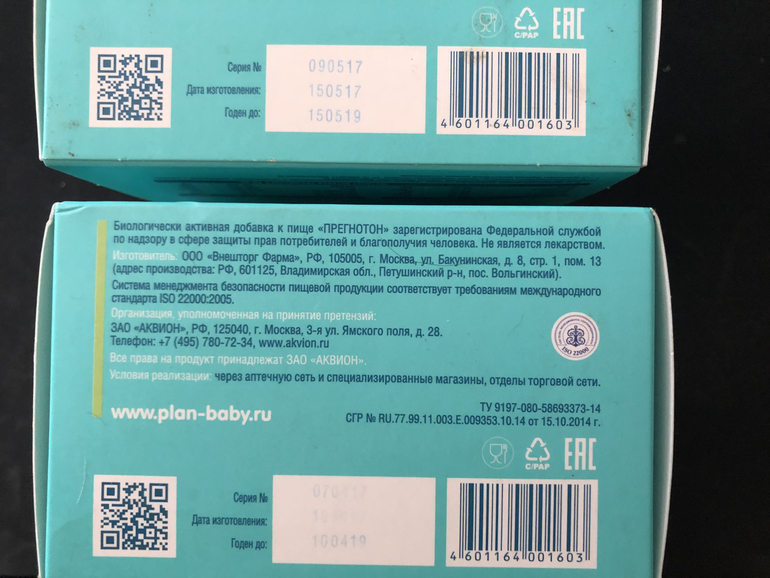 C/PAP
EAC
Серия № 090517
Дата изготовления: 150517
Годен до: 150519
4 601164 001603
Биологически активная добавка к пище «ПРЕГНОТОН» зарегистрирована Федеральной службой
по надзору в сфере защиты прав потребителей и благополучия человека. Не является лекарством.
Изготовитель: ООО «Внешторг Фарма», РФ, 105005, г. Москва, ул. Бакунинская, д. 8, стр. 1, пом. 13
(адрес производства: РФ, 601125, Владимирская обл., Петушинский р-н, пос. Вольгинский).
Система менеджмента безопасности пищевой продукции соответствует требованиям международного
стандарта ISO 22000:2005.
Организация, уполномоченная на принятие претензий:
ЗАО «АКВИОН», РФ, 125040, г. Москва, 3-я ул. Ямского поля, д. 28.
Телефон: +7 (495) 780-72-34, www.akvion.ru
Все права на продукт принадлежат ЗАО «АКВИОН».
Условия реализации: через аптечную сеть и специализированные магазины, отделы торговой сети.
ISO 22000
www.plan-baby.ru
ТУ 9197-080-58693373-14
СГР № RU.77.99.11.003.Е.009353.10.14 от 15.10.2014 г.
C/PAP
EAC
Серия № 070417
Дата изготовления:
Годен до: 100419
4 601164 001603